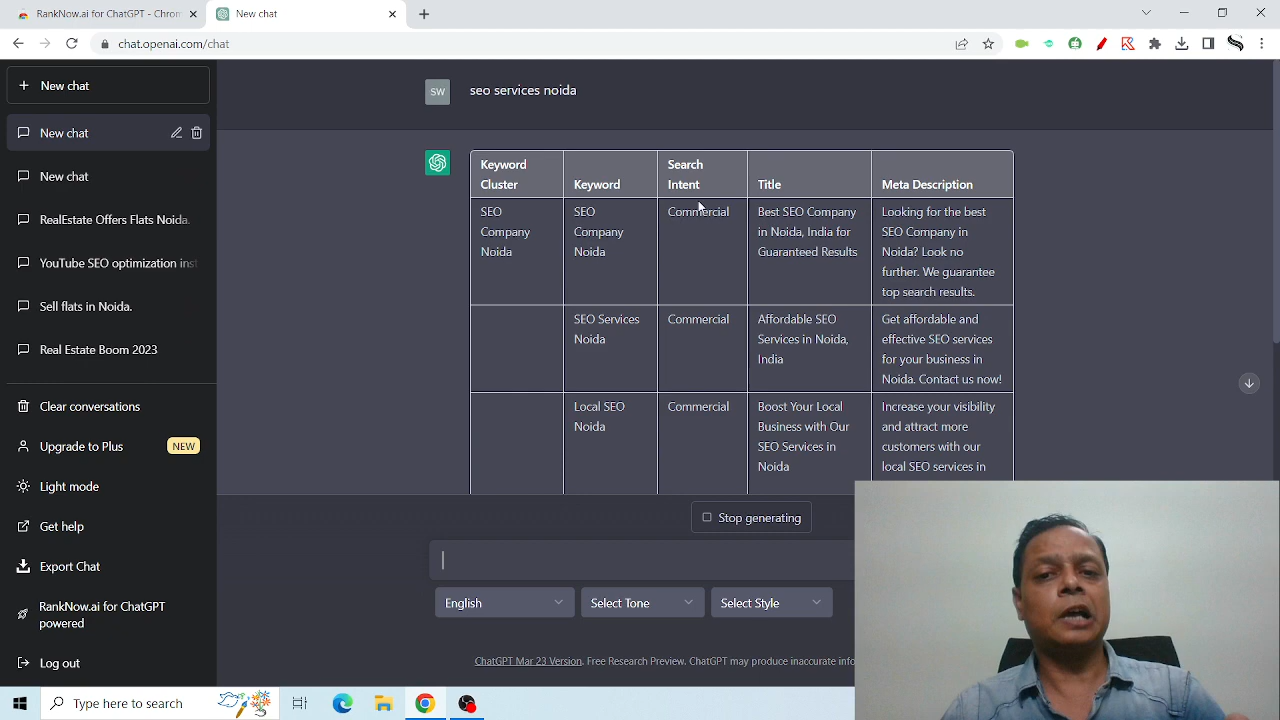 RankNow.ai for ChatGPT - Chrom
New chat
chat.openai.com/chat
New chat
New chat
New chat
RealEstate Offers Flats Noida.
YouTube SEO optimization inst
Sell flats in Noida.
Real Estate Boom 2023
Clear conversations
Upgrade to Plus NEW
Light mode
Get help
Export Chat
RankNow.ai for ChatGPT
powered
Log out
SW
seo services noida
Keyword
Cluster
Keyword
Search
Intent
Title
Meta Description
SEO
Company
Noida
SEO
Company
Noida
Commercial
Best SEO Company
in Noida, India for
Guaranteed Results
Looking for the best
SEO Company in
Noida? Look no
further. We guarantee
top search results.
SEO Services
Noida
Commercial
Affordable SEO
Services in Noida,
India
Get affordable and
effective SEO services
for your business in
Noida. Contact us now!
Local SEO
Noida
Commercial
Boost Your Local
Business with Our
SEO Services in
Noida
Increase your visibility
and attract more
customers with our
local SEO services in
Stop generating
English
Select Tone
Select Style
ChatGPT Mar 23 Version. Free Research Preview. ChatGPT may produce inaccurate info
Type here to search